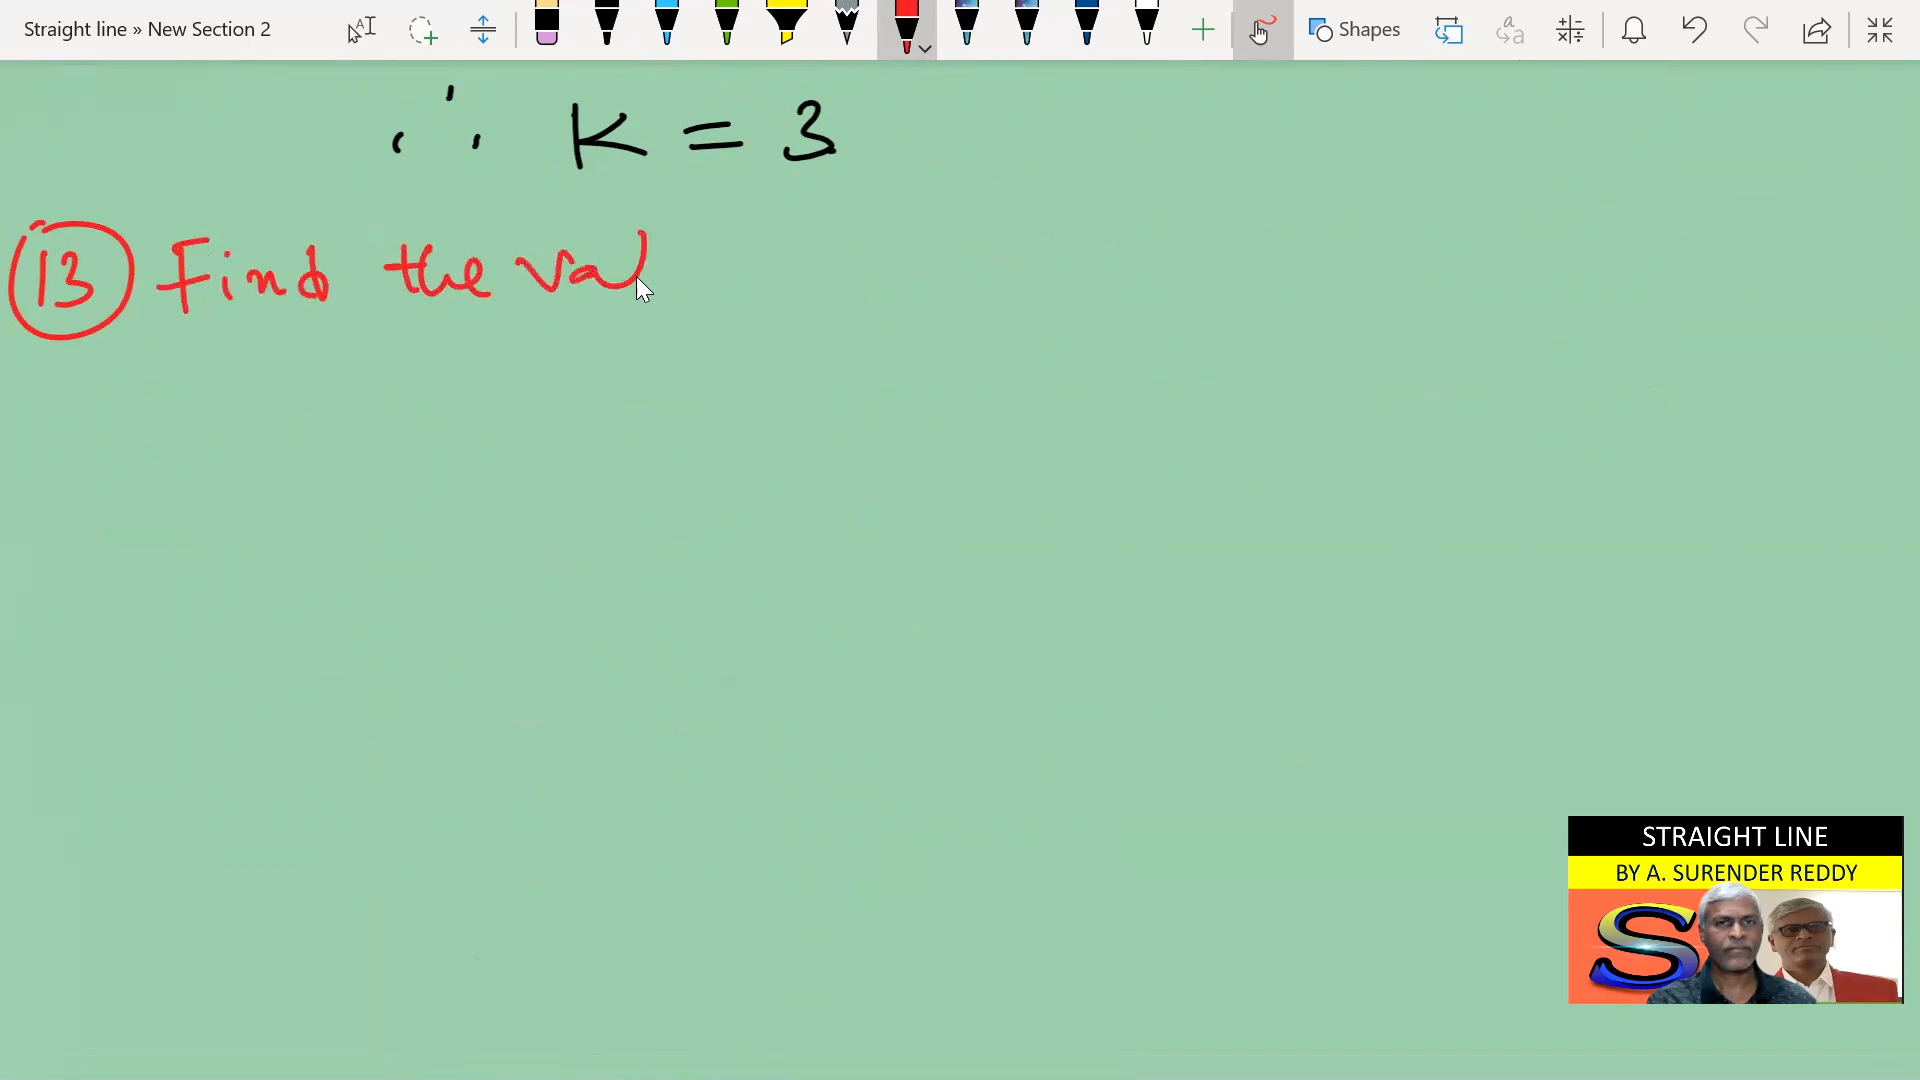 Straight line » New Section 2
Shapes
∴ K = 3
13 Find the val
STRAIGHT LINE
BY A. SURENDER REDDY
S